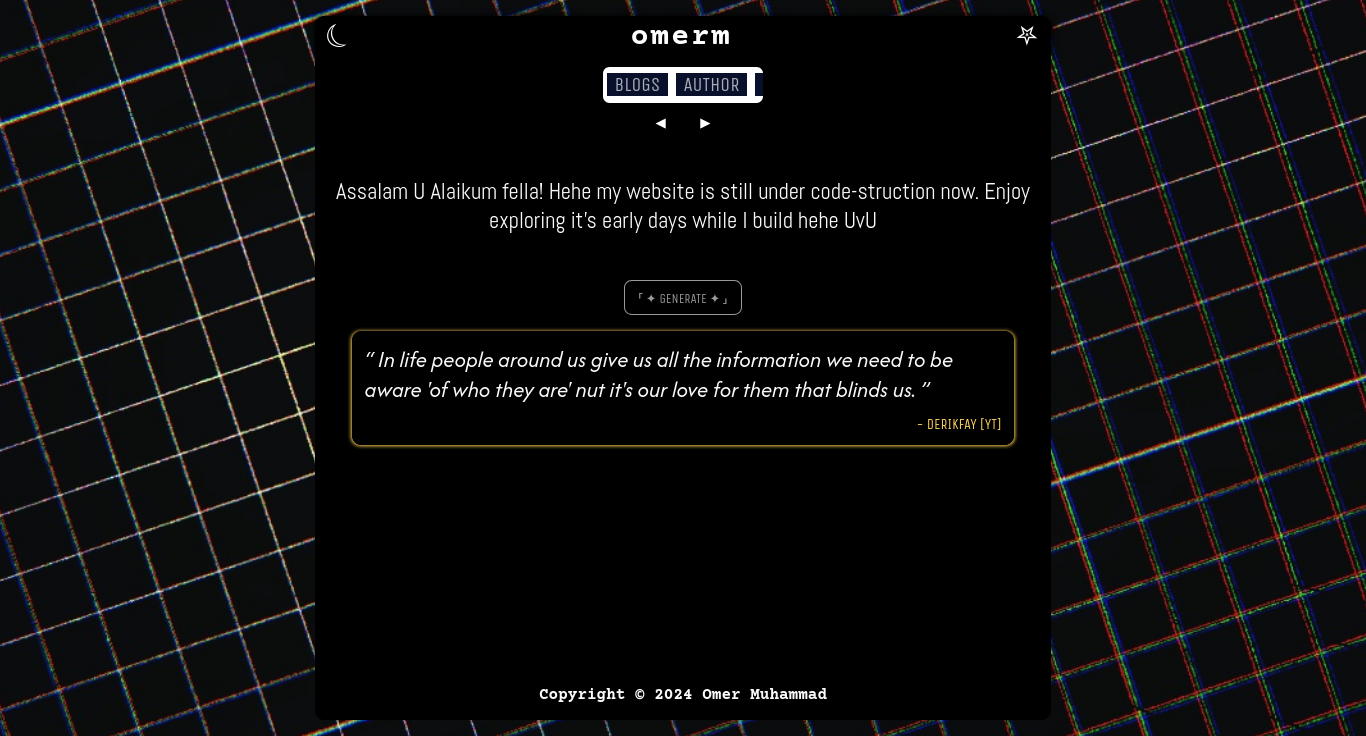 omerm
BLOGS AUTHOR
◄ ►
Assalam U Alaikum fella! Hehe my website is still under code-struction now. Enjoy
exploring it's early days while I build hehe UvU
「 ✦ GENERATE ✦ 」
“ In life people around us give us all the information we need to be
aware 'of who they are' nut it's our love for them that blinds us. ”
- DERIKFAY [YT]
Copyright © 2024 Omer Muhammad